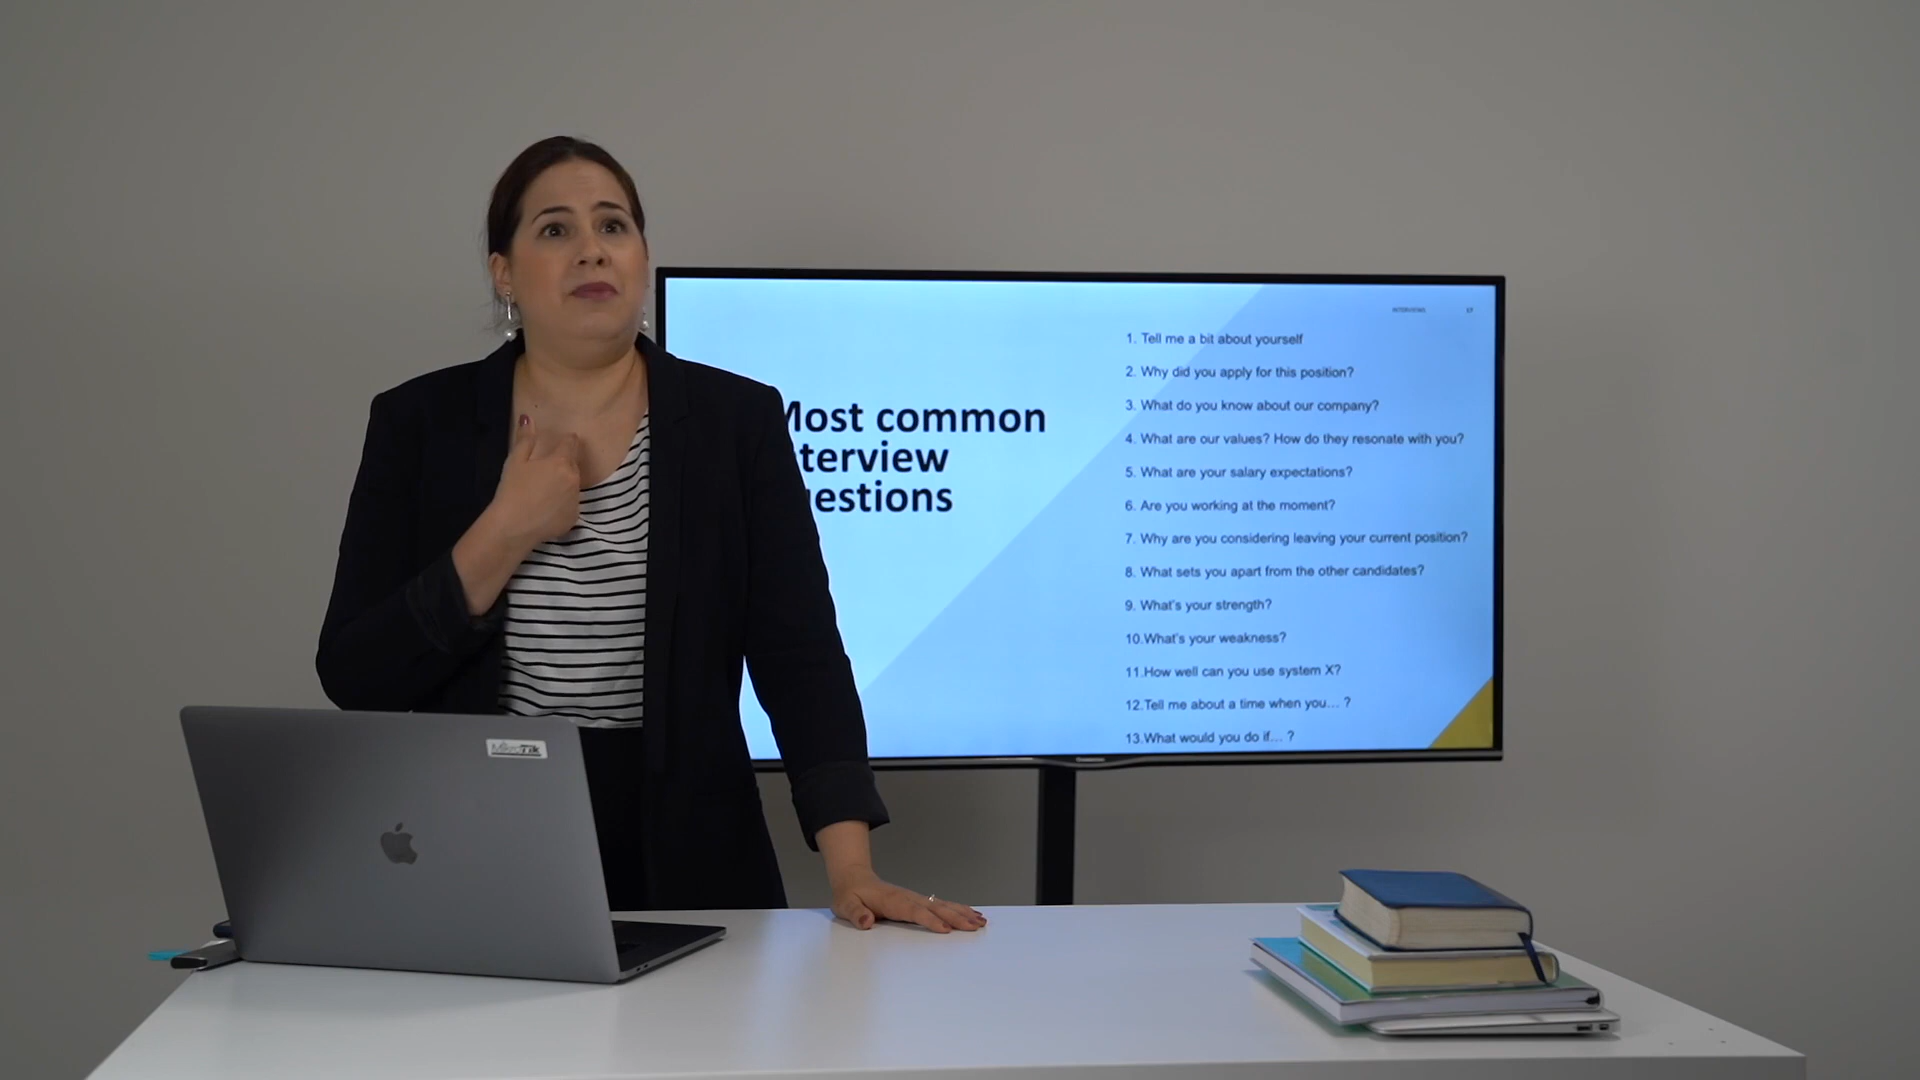 INTERVIEWS 17
Most common
terview
estions
1. Tell me a bit about yourself
2. Why did you apply for this position?
3. What do you know about our company?
4. What are our values? How do they resonate with you?
5. What are your salary expectations?
6. Are you working at the moment?
7. Why are you considering leaving your current position?
8. What sets you apart from the other candidates?
9. What's your strength?
10.What's your weakness?
11.How well can you use system X?
12.Tell me about a time when you... ?
13.What would you do if... ?
MikroTik